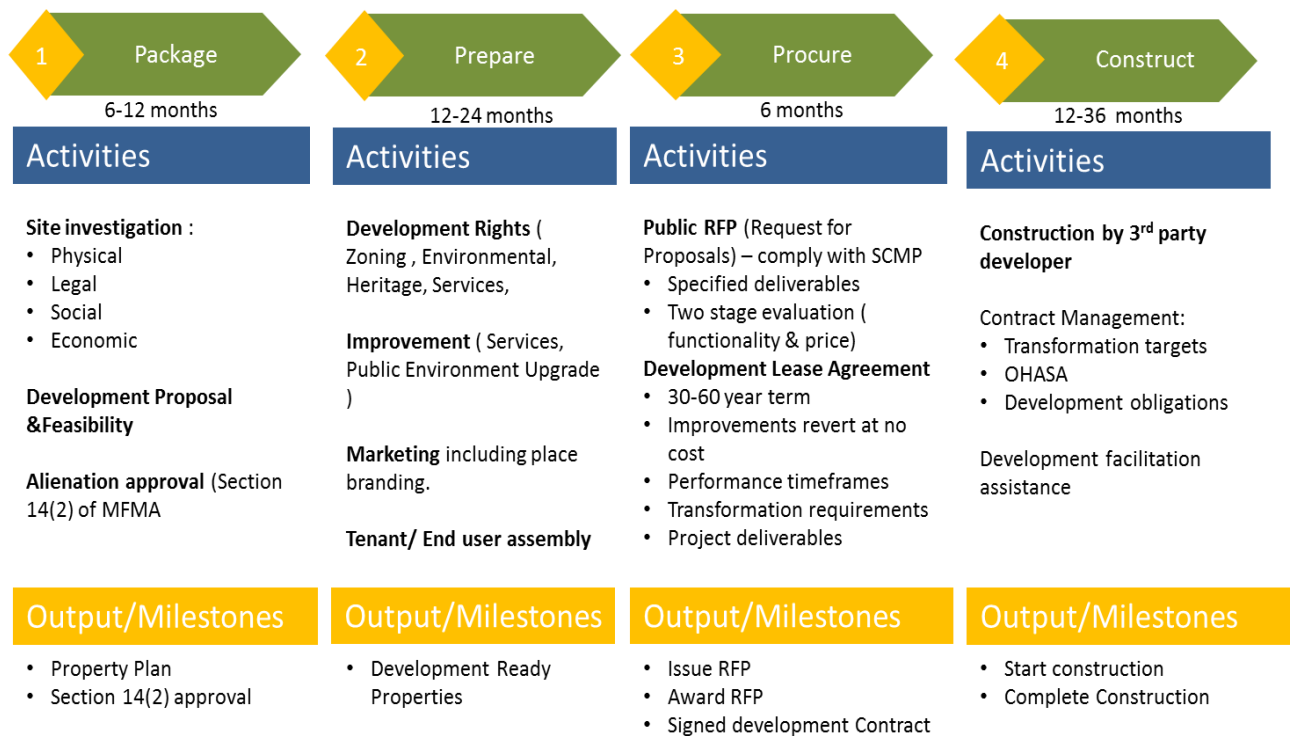 1
Package
6-12 months
Activities
Site investigation :
• Physical
• Legal
• Social
• Economic
Development Proposal
&Feasibility
Alienation approval (Section
14(2) of MFMA
Output/Milestones
• Property Plan
• Section 14(2) approval
2
Prepare
12-24 months
Activities
Development Rights (
Zoning , Environmental,
Heritage, Services,
Improvement ( Services,
Public Environment Upgrade
)
Marketing including place
branding.
Tenant/ End user assembly
Output/Milestones
• Development Ready
Properties
3
Procure
6 months
Activities
Public RFP (Request for
Proposals) – comply with SCMP
• Specified deliverables
• Two stage evaluation (
functionality & price)
Development Lease Agreement
• 30-60 year term
• Improvements revert at no
cost
• Performance timeframes
• Transformation requirements
• Project deliverables
Output/Milestones
• Issue RFP
• Award RFP
• Signed development Contract
4
Construct
12-36 months
Activities
Construction by 3rd party
developer
Contract Management:
• Transformation targets
• OHASA
• Development obligations
Development facilitation
assistance
Output/Milestones
• Start construction
• Complete Construction